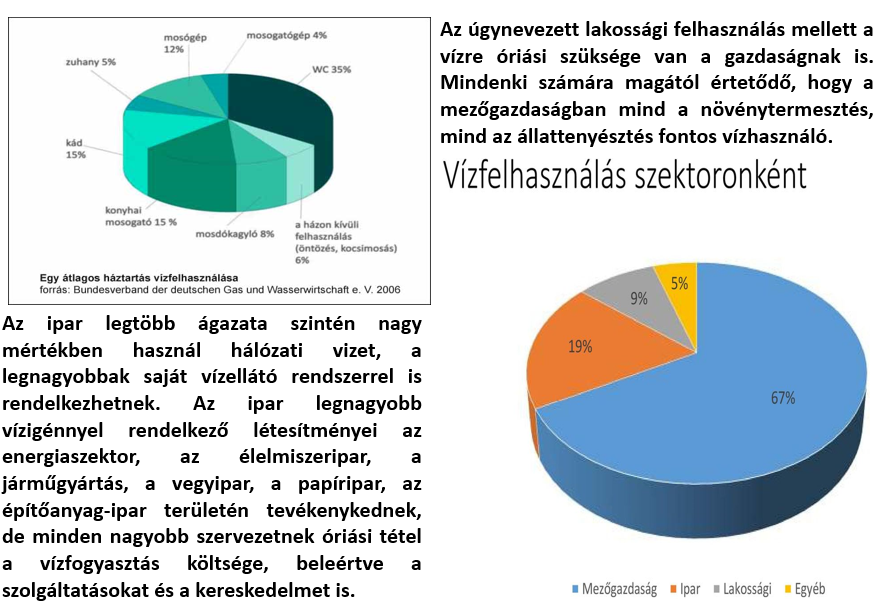 mosógép
12%
mosogatógép 4%
zuhany 5%
WC 35%
kád
15%
konyhai
mosogató 15 %
mosdókagyló 8%
a házon kívüli
felhasználás
(öntözés, kocsimosás)
6%
Egy átlagos háztartás vizfelhasználása
forrás: Bundesverband der deutschen Gas und Wasserwirtschaft e. V. 2006
Az ipar legtöbb ágazata szintén nagy
mértékben használ hálózati vizet, a
legnagyobbak saját vízellátó rendszerrel is
rendelkezhetnek. Az ipar legnagyobb
vízigénnyel rendelkező létesítményei az
energiaszektor, az élelmiszeripar, a
járműgyártás, a vegyipar, a papíripar, az
építőanyag-ipar területén tevékenykednek,
de minden nagyobb szervezetnek óriási tétel
a vízfogyasztás költsége, beleértve a
szolgáltatásokat és a kereskedelmet is.
Az úgynevezett lakossági felhasználás mellett a
vízre óriási szüksége van a gazdaságnak is.
Mindenki számára magától értetődő, hogy a
mezőgazdaságban mind a növénytermesztés,
mind az állattenyésztés fontos vízhasználó.
Vízfelhasználás szektoronként
5%
9%
19%
67%
Mezőgazdaság Ipar Lakossági Egyéb